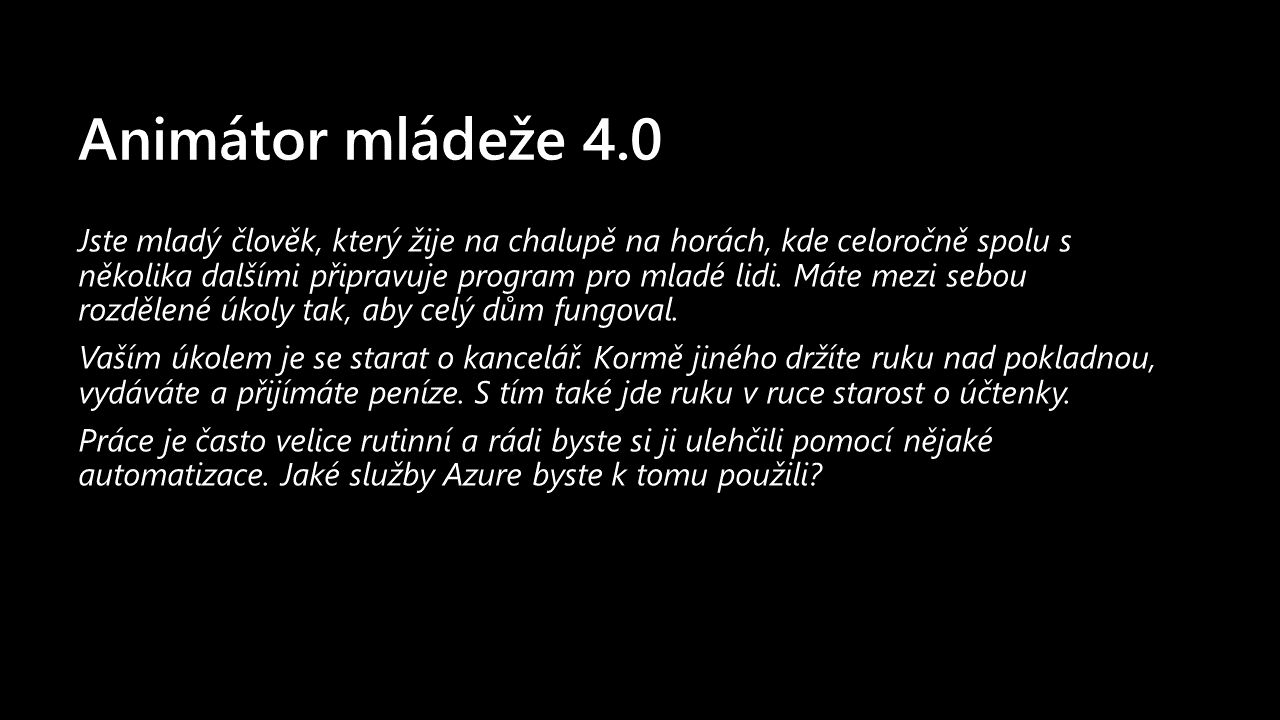 Animátor mládeže 4.0
Jste mladý člověk, který žije na chalupě na horách, kde celoročně spolu s
několika dalšími připravuje program pro mladé lidi. Máte mezi sebou
rozdělené úkoly tak, aby celý dům fungoval.
Vaším úkolem je se starat o kancelář. Kormě jiného držíte ruku nad pokladnou,
vydáváte a přijímáte peníze. S tím také jde ruku v ruce starost o účtenky.
Práce je často velice rutinní a rádi byste si ji ulehčili pomocí nějaké
automatizace. Jaké služby Azure byste k tomu použili?